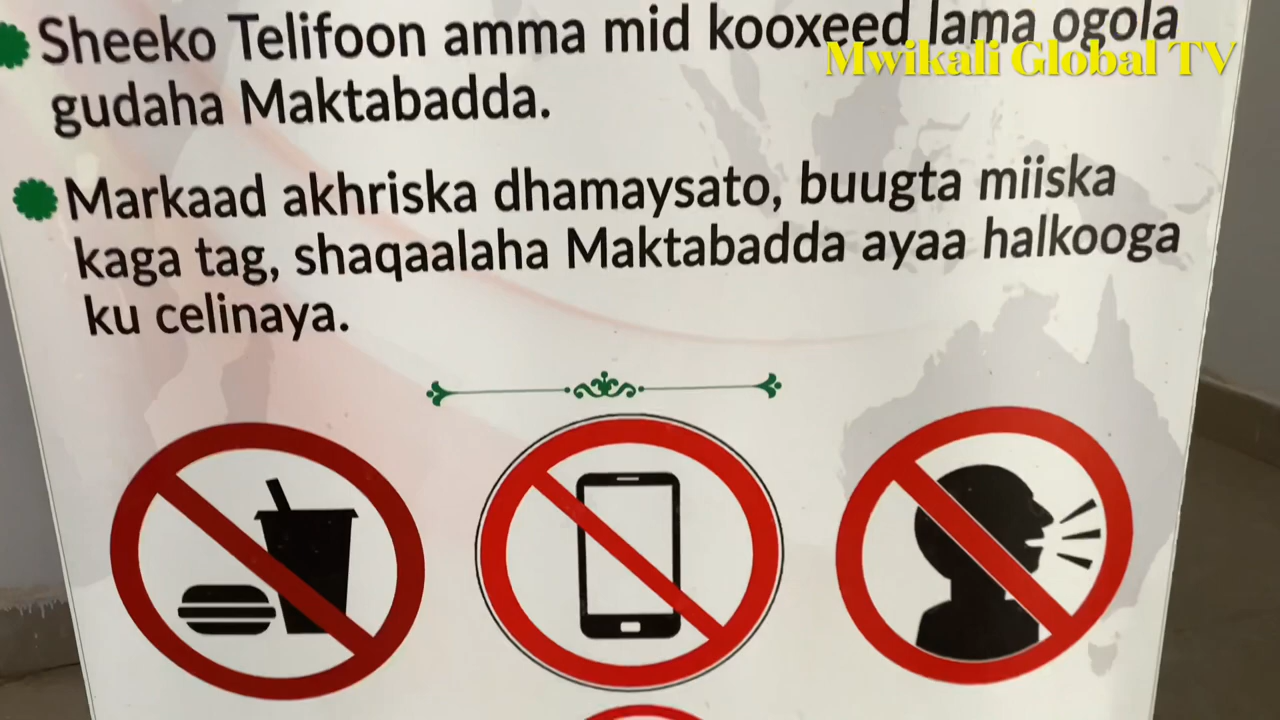 Sheeko Telifoon amma mid kooxeed lama ogola
Mwikali Global TV
gudaha Maktabadda.
Markaad akhriska dhamaysato, buugta miiska
kaga tag, shaqaalaha Maktabadda ayaa halkooga
ku celinaya.